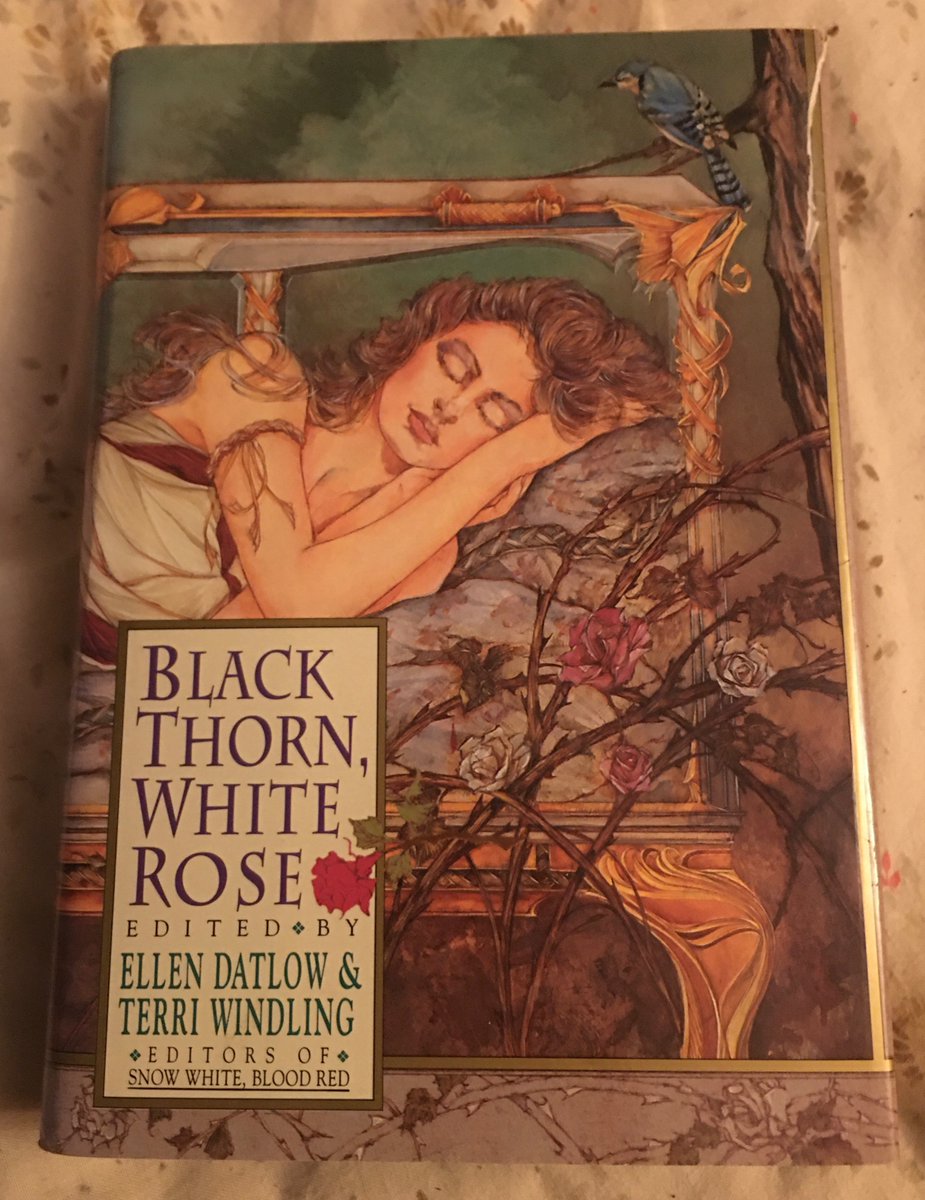 BLACK
THORN,
WHITE
ROSE
EDITED❖BY
ELLEN DATLOW &
TERRI WINDLING
❖EDITORS OF❖
SNOW WHITE, BLOOD RED